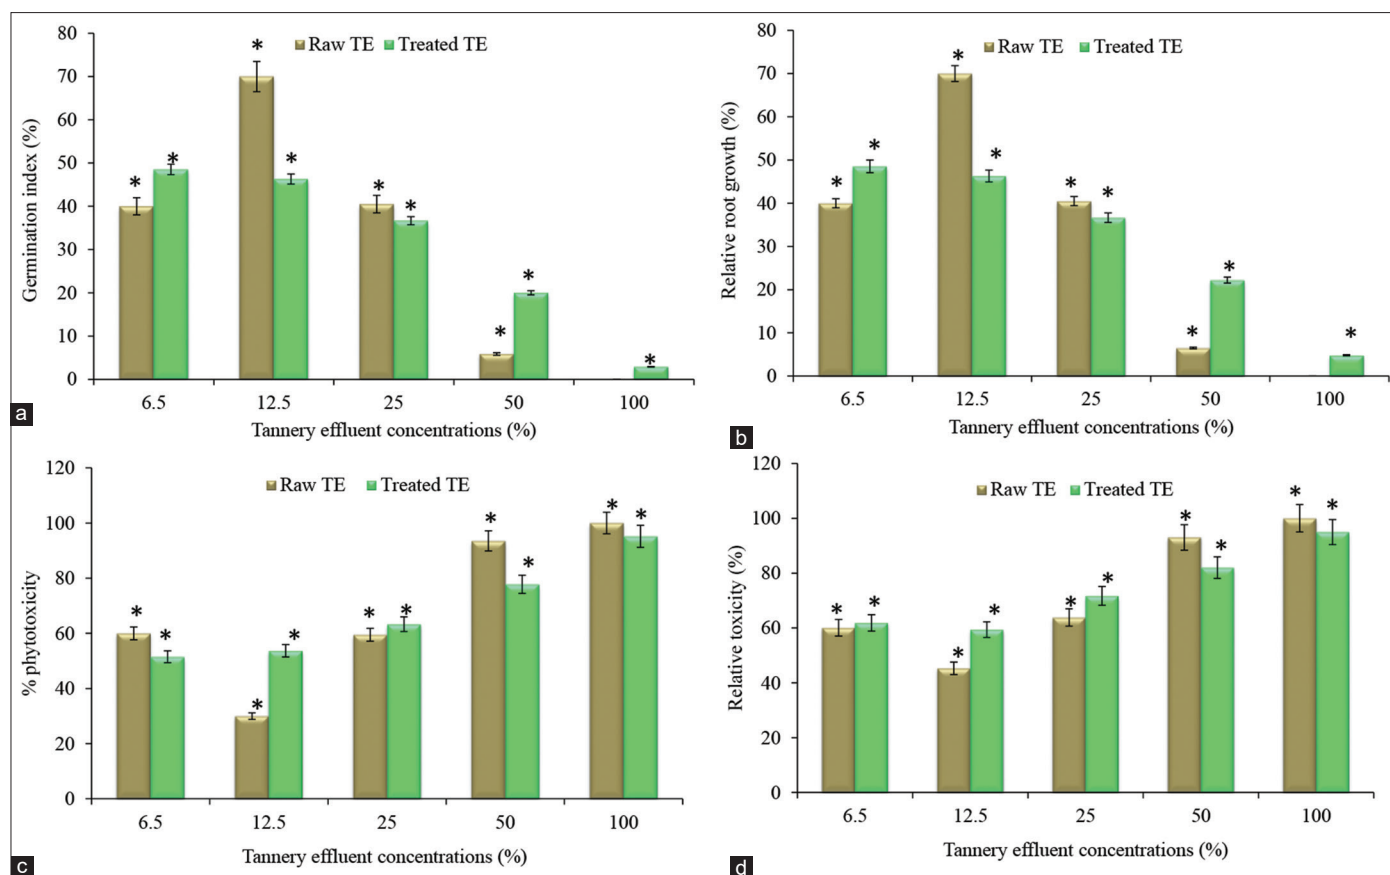 80
70
60
50
40
30
20
10
0
Germination index (%)
Raw TE Treated TE
* * * * * * * * *
6.5 12.5 25 50 100
Tannery effluent concentrations (%)
a
80
70
60
50
40
30
20
10
0
Relative root growth (%)
Raw TE Treated TE
* * * * * * * * *
6.5 12.5 25 50 100
Tannery effluent concentrations (%)
b
120
100
80
60
40
20
0
% phytotoxicity
Raw TE Treated TE
* * * * * * * * * *
6.5 12.5 25 50 100
Tannery effluent concentrations (%)
c
120
100
80
60
40
20
0
Relative toxicity (%)
Raw TE Treated TE
* * * * * * * * * *
6.5 12.5 25 50 100
Tannery effluent concentrations (%)
d